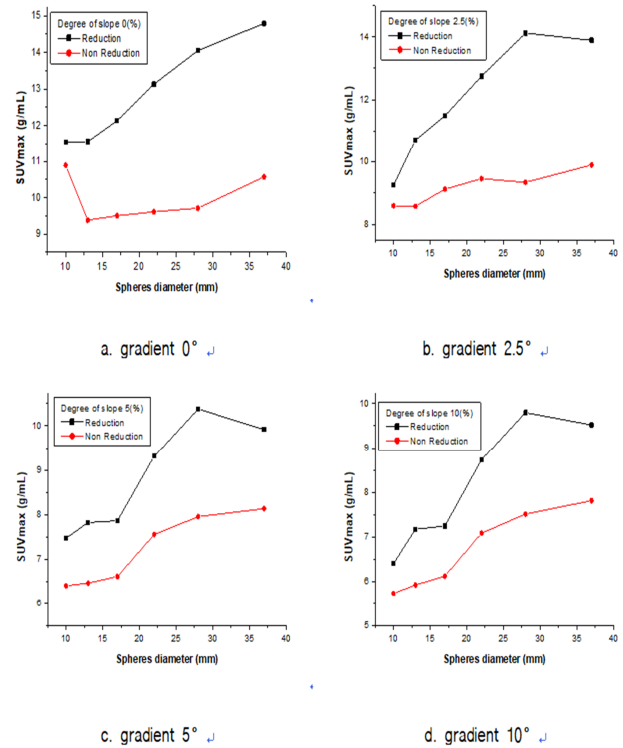 Degree of slope 0(%)
Reduction
Non Reduction
SUVmax (g/mL)
15
14
13
12
11
10
9
10 15 20 25 30 35 40
Spheres diameter (mm)
a. gradient 0° ↵
Degree of slope 2.5(%)
Reduction
Non Reduction
SUVmax (g/mL)
14
12
10
8
10 15 20 25 30 35 40
Spheres diameter (mm)
b. gradient 2.5° ↵
Degree of slope 5(%)
Reduction
Non Reduction
SUVmax (g/mL)
10
9
8
7
6
10 15 20 25 30 35 40
Spheres diameter (mm)
c. gradient 5° ↵
Degree of slope 10(%)
Reduction
Non Reduction
SUVmax (g/mL)
10
9
8
7
6
5
10 15 20 25 30 35 40
Spheres diameter (mm)
d. gradient 10° ↵